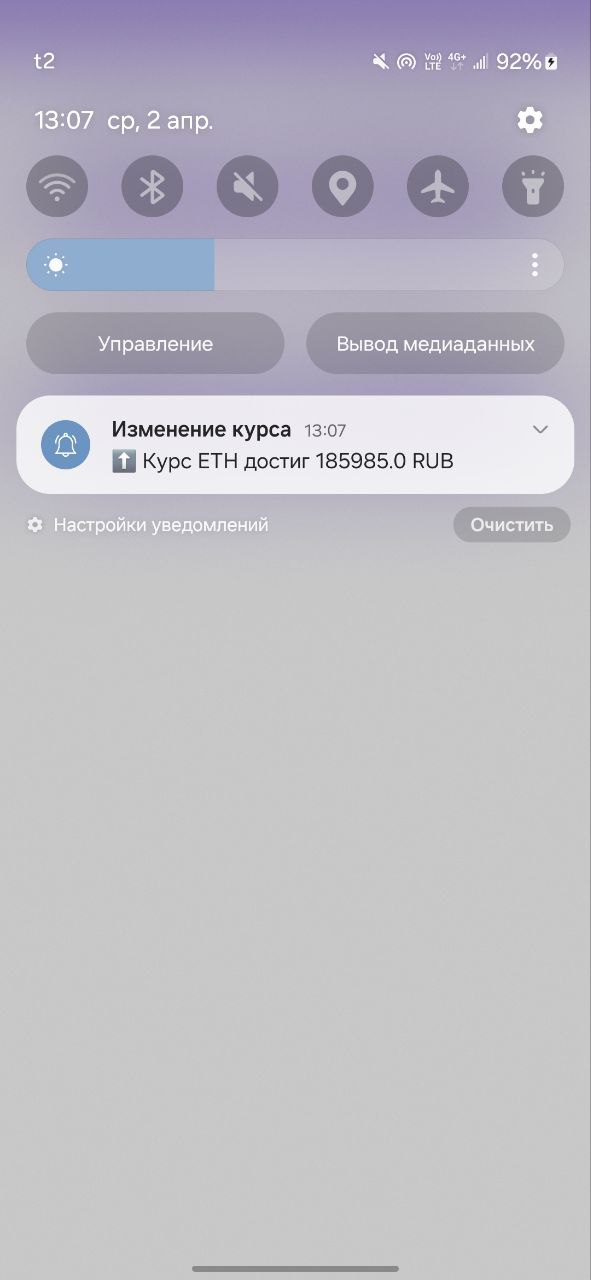 t2 Vo)) LTE 4G+ 92%
13:07 ср, 2 апр.
Управление Вывод медиаданных
Изменение курса 13:07
Курс ETH достиг 185985.0 RUB
Настройки уведомлений Очистить